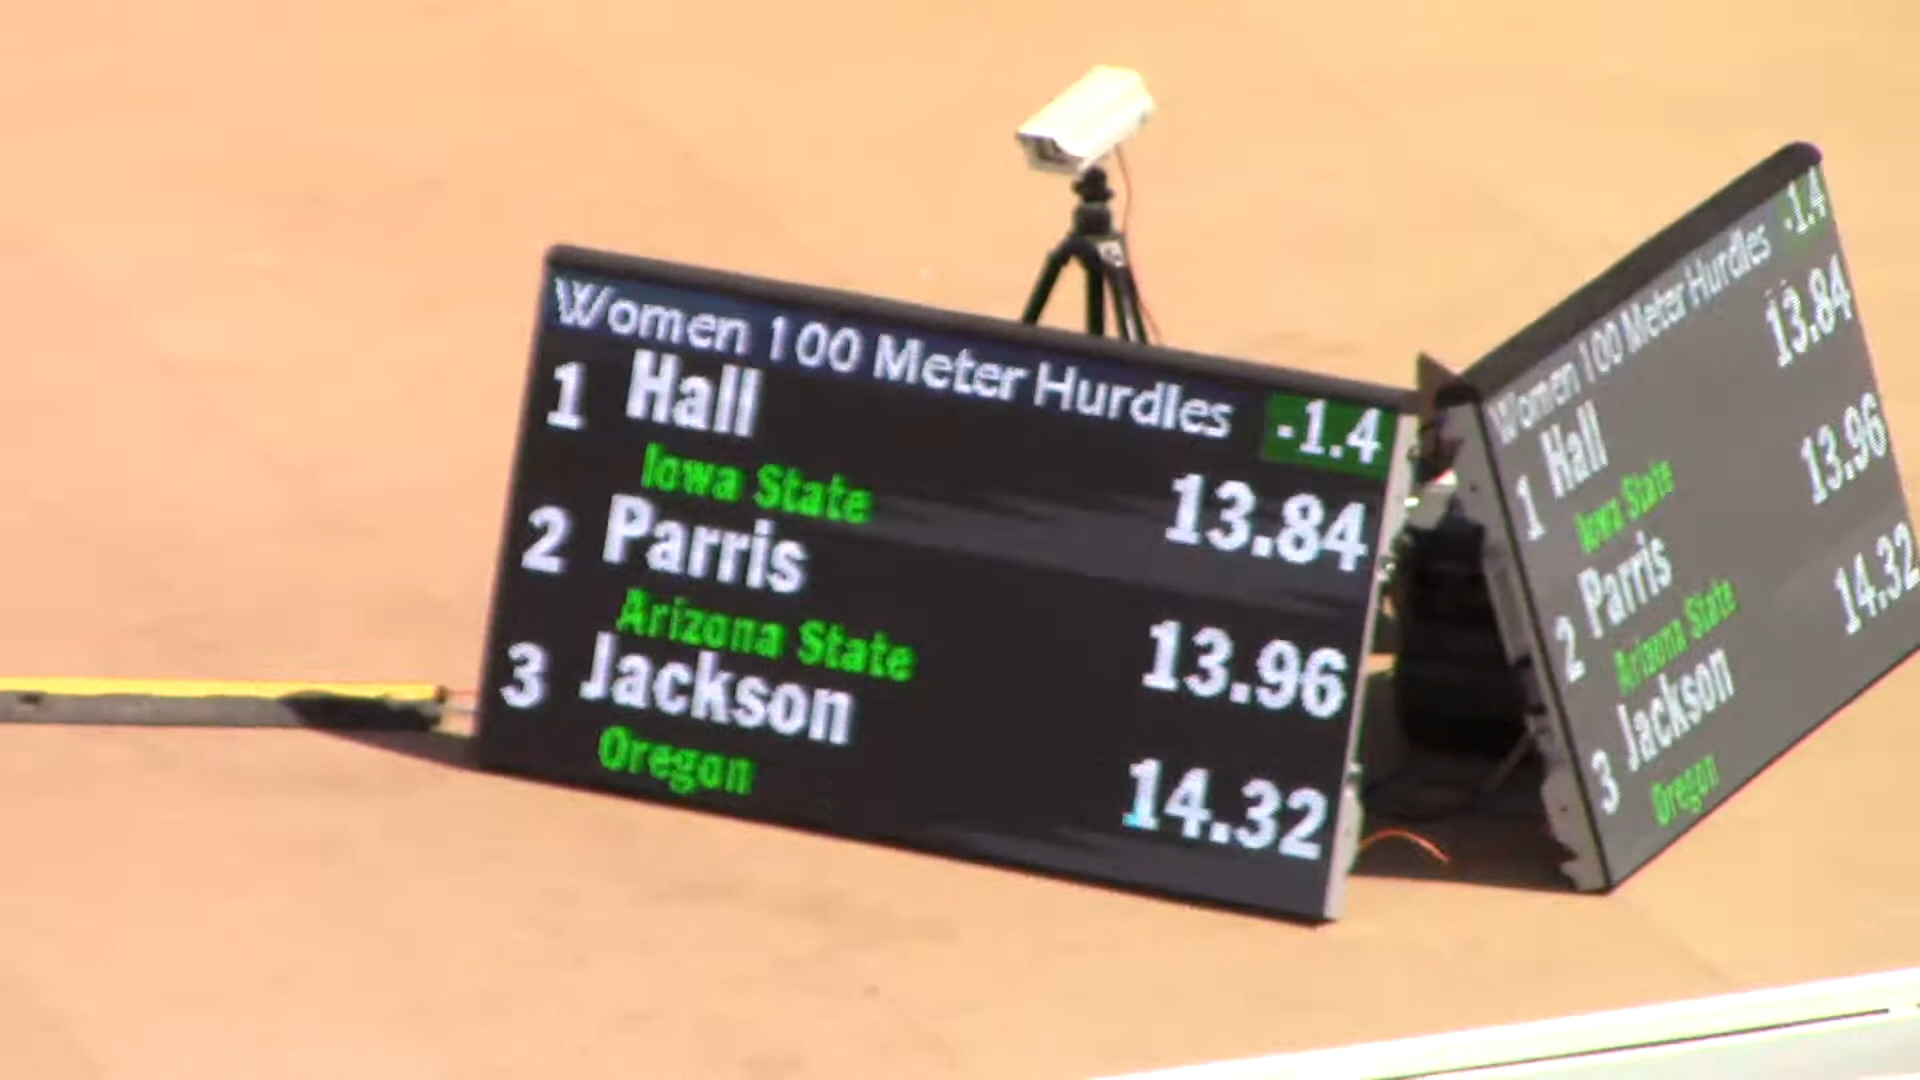 Women 100 Meter Hurdles -1.4
1 Hall
Iowa State 13.84
2 Parris
Arizona State 13.96
3 Jackson
Oregon 14.32
Women 100 Meter Hurdles -1.4
1 Hall 13.84
Iowa State
2 Parris 13.96
Arizona State
3 Jackson 14.32
Oregon